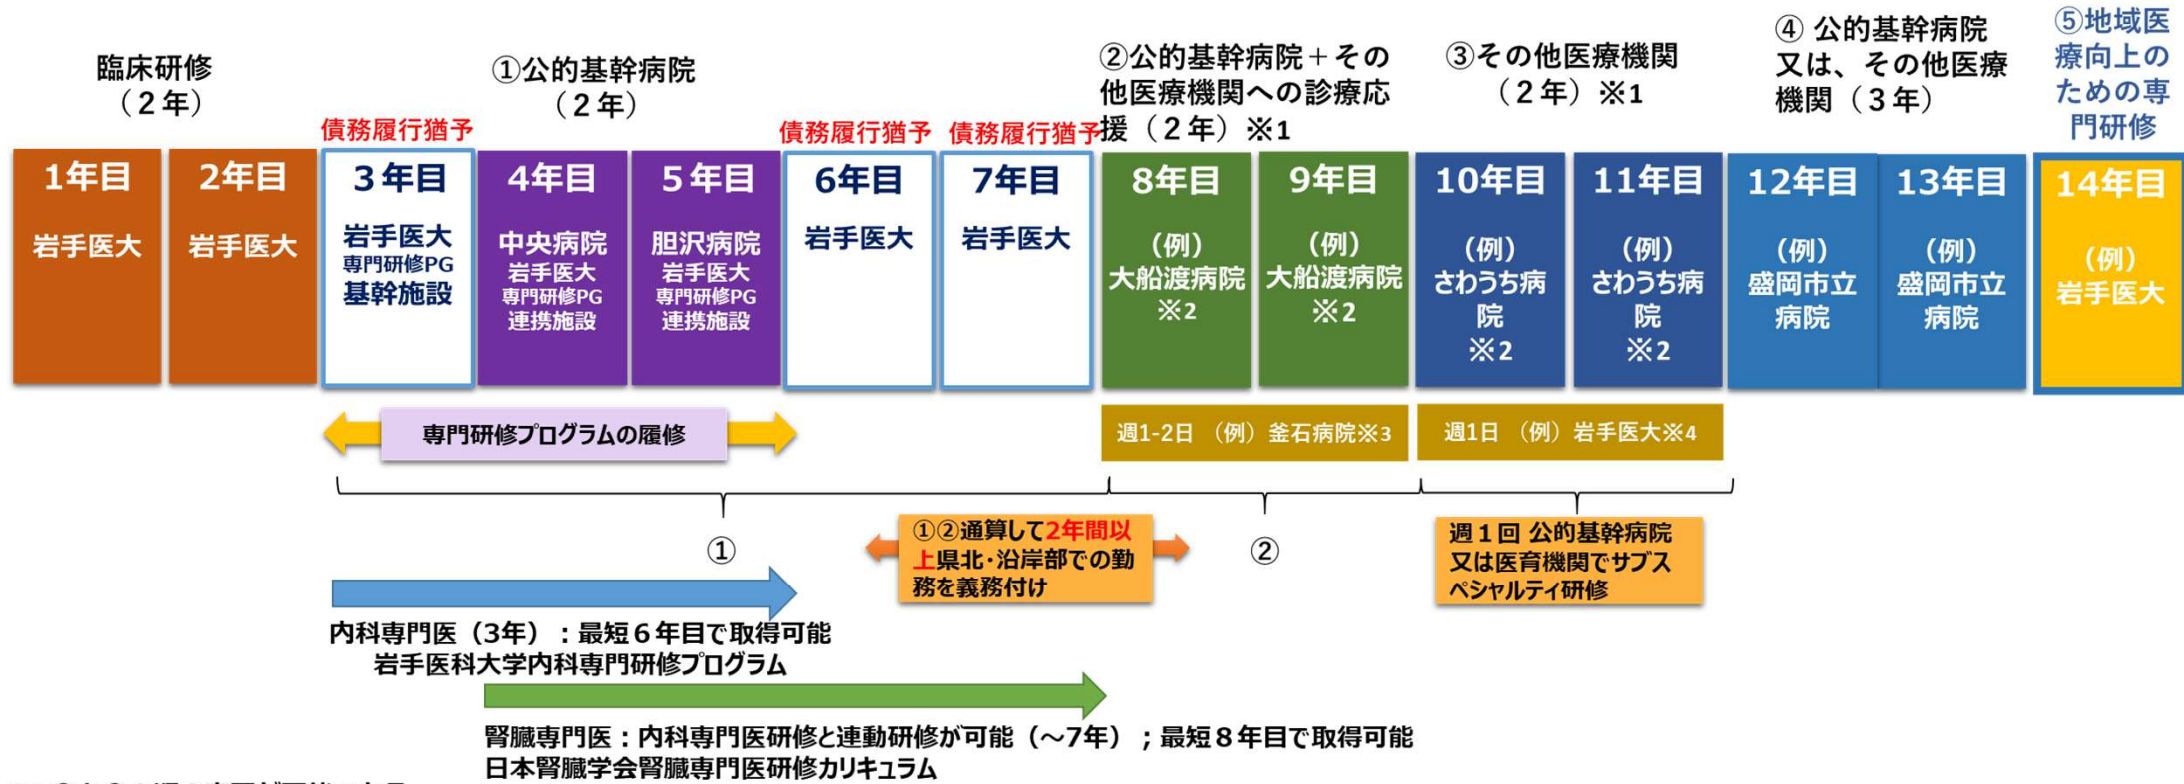 臨床研修
（２年）
①公的基幹病院
（２年）
②公的基幹病院＋その
他医療機関への診療応
援（２年）※1
③その他医療機関
（２年）※1
④ 公的基幹病院
又は、その他医療
機関（３年）
⑤地域医
療向上の
ための専
門研修
債務履行猶予
債務履行猶予
債務履行猶予
1年目
岩手医大
2年目
岩手医大
３年目
岩手医大
専門研修PG
基幹施設
4年目
中央病院
岩手医大
専門研修PG
連携施設
５年目
胆沢病院
岩手医大
専門研修PG
連携施設
6年目
岩手医大
7年目
岩手医大
8年目
（例）
大船渡病院
※2
9年目
（例）
大船渡病院
※2
10年目
（例）
さわうち病
院
※2
11年目
（例）
さわうち病
院
※2
12年目
（例）
盛岡市立
病院
13年目
（例）
盛岡市立
病院
14年目
（例）
岩手医大
専門研修プログラムの履修
週1-2日 （例）釜石病院※3
週1日 （例）岩手医大※4
①
①②通算して2年間以
上県北・沿岸部での勤
務を義務付け
②
週１回 公的基幹病院
又は医育機関でサブス
ペシャルティ研修
内科専門医（3年）：最短６年目で取得可能
岩手医科大学内科専門研修プログラム
腎臓専門医：内科専門医研修と連動研修が可能（～7年）；最短８年目で取得可能
日本腎臓学会腎臓専門医研修カリキュラム